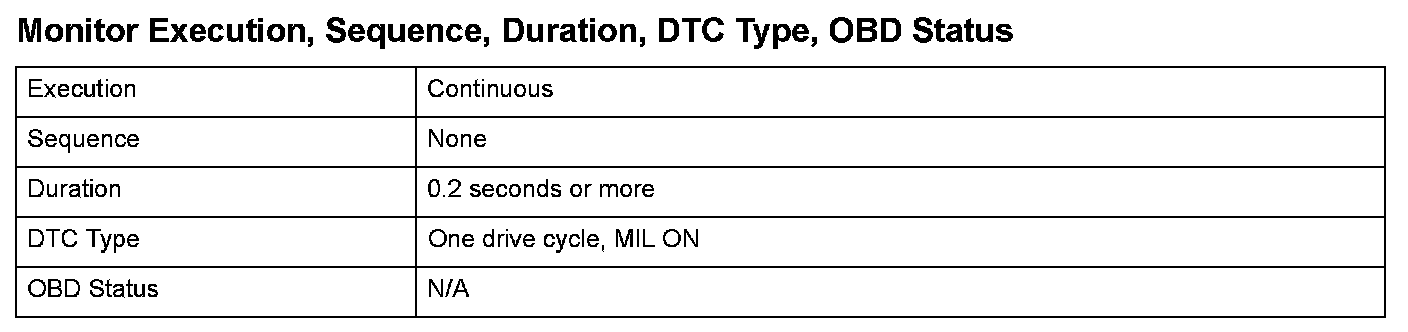 Monitor Execution, Sequence, Duration, DTC Type, OBD Status
Execution Continuous
Sequence None
Duration 0.2 seconds or more
DTC Type One drive cycle, MIL ON
OBD Status N/A